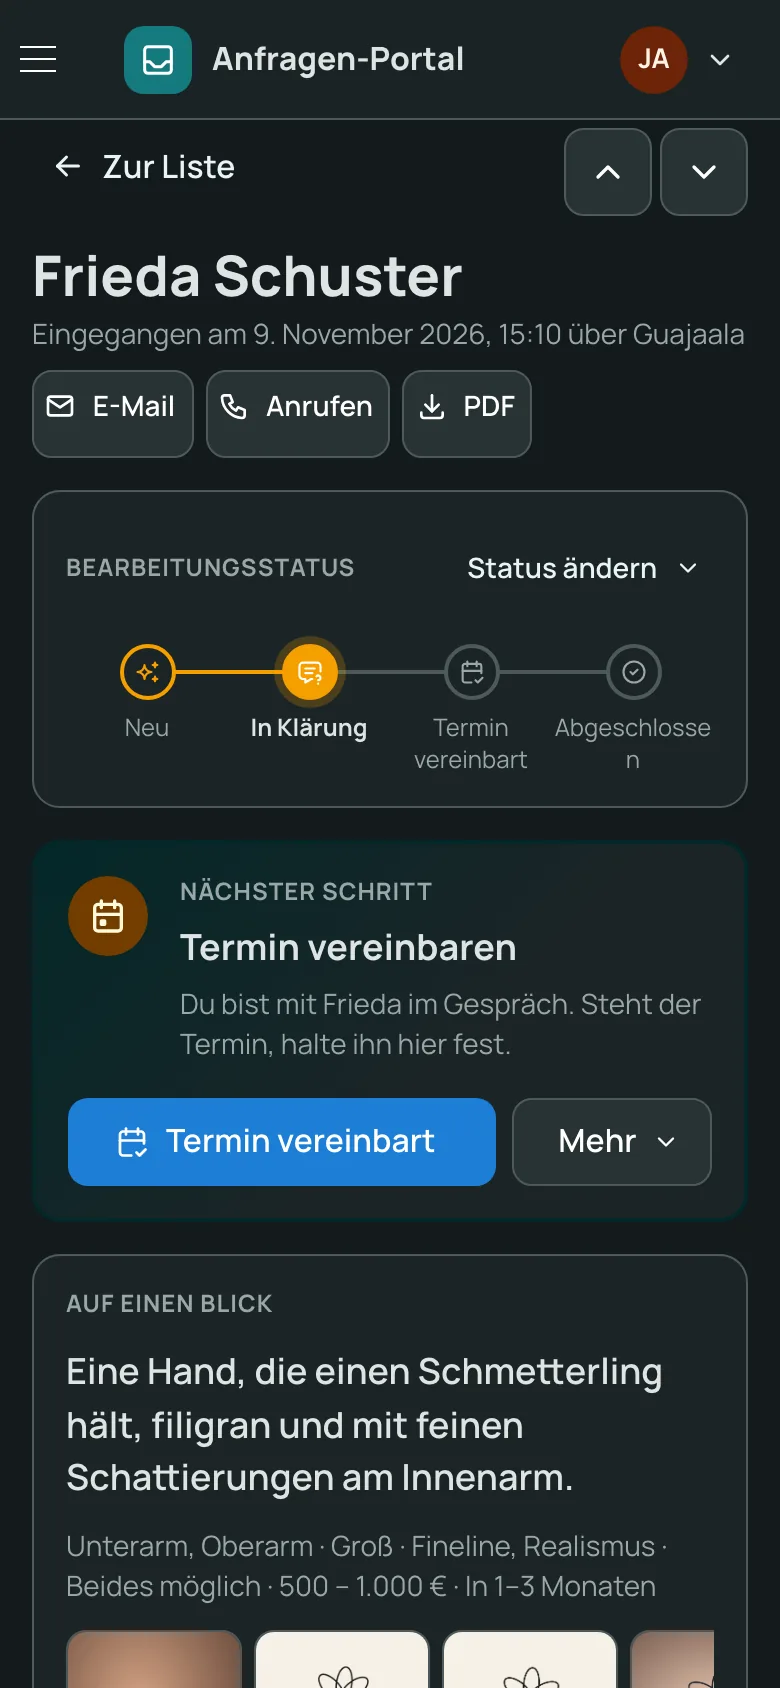 Anfragen-Portal
JA
Zur Liste
Frieda Schuster
Eingegangen am 9. November 2026, 15:10 über Guajaala
E-Mail
Anrufen
PDF
BEARBEITUNGSSTATUS
Status ändern
Neu
In Klärung
Termin
vereinbart
Abgeschlosse
n
NÄCHSTER SCHRITT
Termin vereinbaren
Du bist mit Frieda im Gespräch. Steht der
Termin, halte ihn hier fest.
Termin vereinbart
Mehr
AUF EINEN BLICK
Eine Hand, die einen Schmetterling
hält, filigran und mit feinen
Schattierungen am Innenarm.
Unterarm, Oberarm · Groß · Fineline, Realismus ·
Beides möglich · 500 – 1.000 € · In 1–3 Monaten